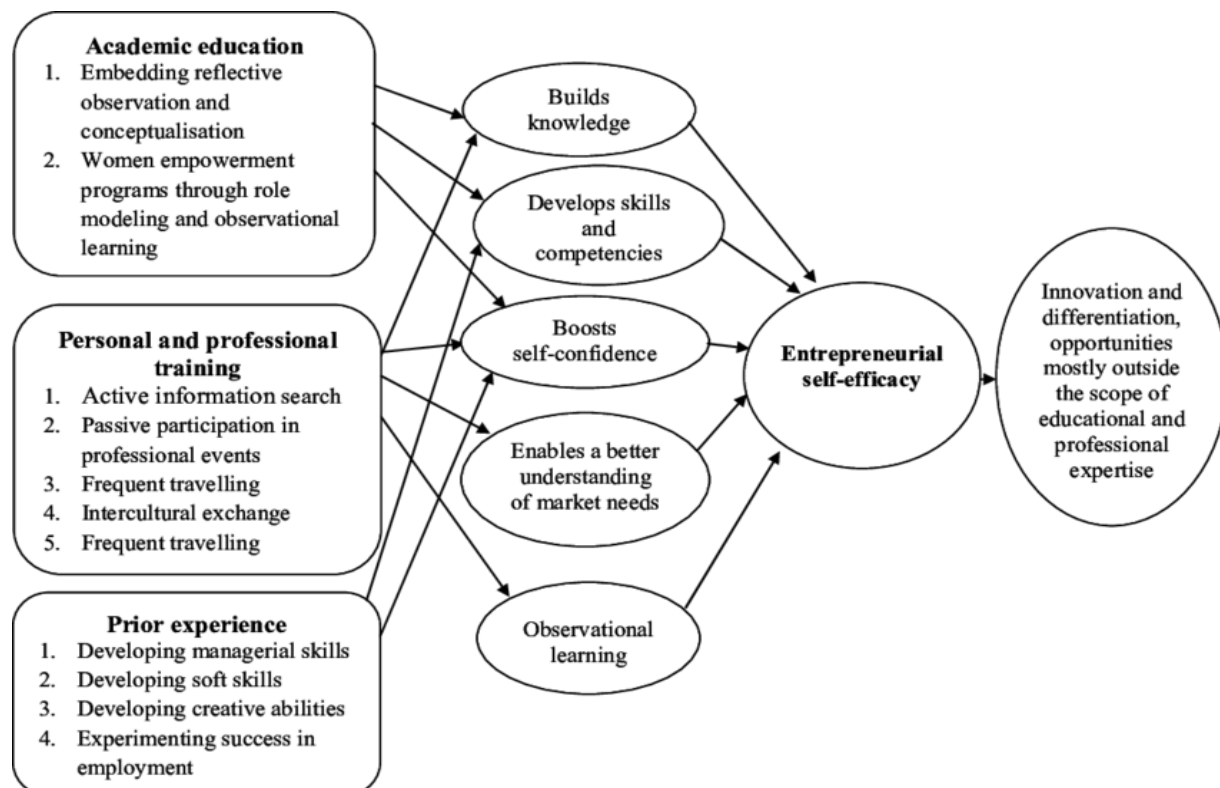 Academic education
1. Embedding reflective
observation and
conceptualisation
2. Women empowerment
programs through role
modeling and observational
learning
Personal and professional
training
1. Active information search
2. Passive participation in
professional events
3. Frequent travelling
4. Intercultural exchange
5. Frequent travelling
Prior experience
1. Developing managerial skills
2. Developing soft skills
3. Developing creative abilities
4. Experimenting success in
employment
Builds
knowledge
Develops skills
and
competencies
Boosts
self-confidence
Enables a better
understanding
of market needs
Observational
learning
Entrepreneurial
self-efficacy
Innovation and
differentiation,
opportunities
mostly outside
the scope of
educational and
professional
expertise